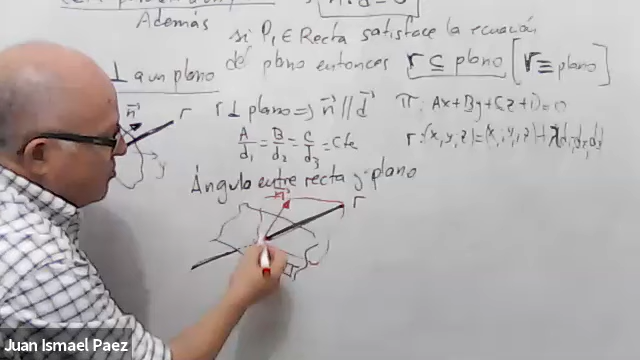 Además
si P₁ ∈ Recta satisface la ecuación
del plano entonces r ⊆ plano [r ≡ plano]
⊥ a un plano
n⃗ r
y
r ⊥ plano ⇒ n⃗ // d⃗
π: Ax+By+Cz+D=0
A/d₁ = B/d₂ = C/d₃ = cte
r: (x,y,z)=(x₁,y₁,z₁)+λ(d₁,d₂,d₃)
Ángulo entre recta y plano
n⃗ r
π
Juan Ismael Paez